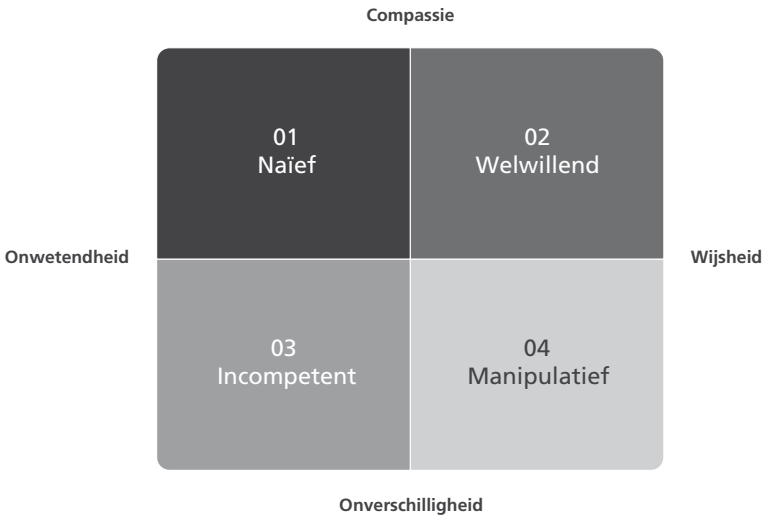 Compassie
01
Naïef
02
Welwillend
Onwetendheid
Wijsheid
03
Incompetent
04
Manipulatief
Onverschilligheid